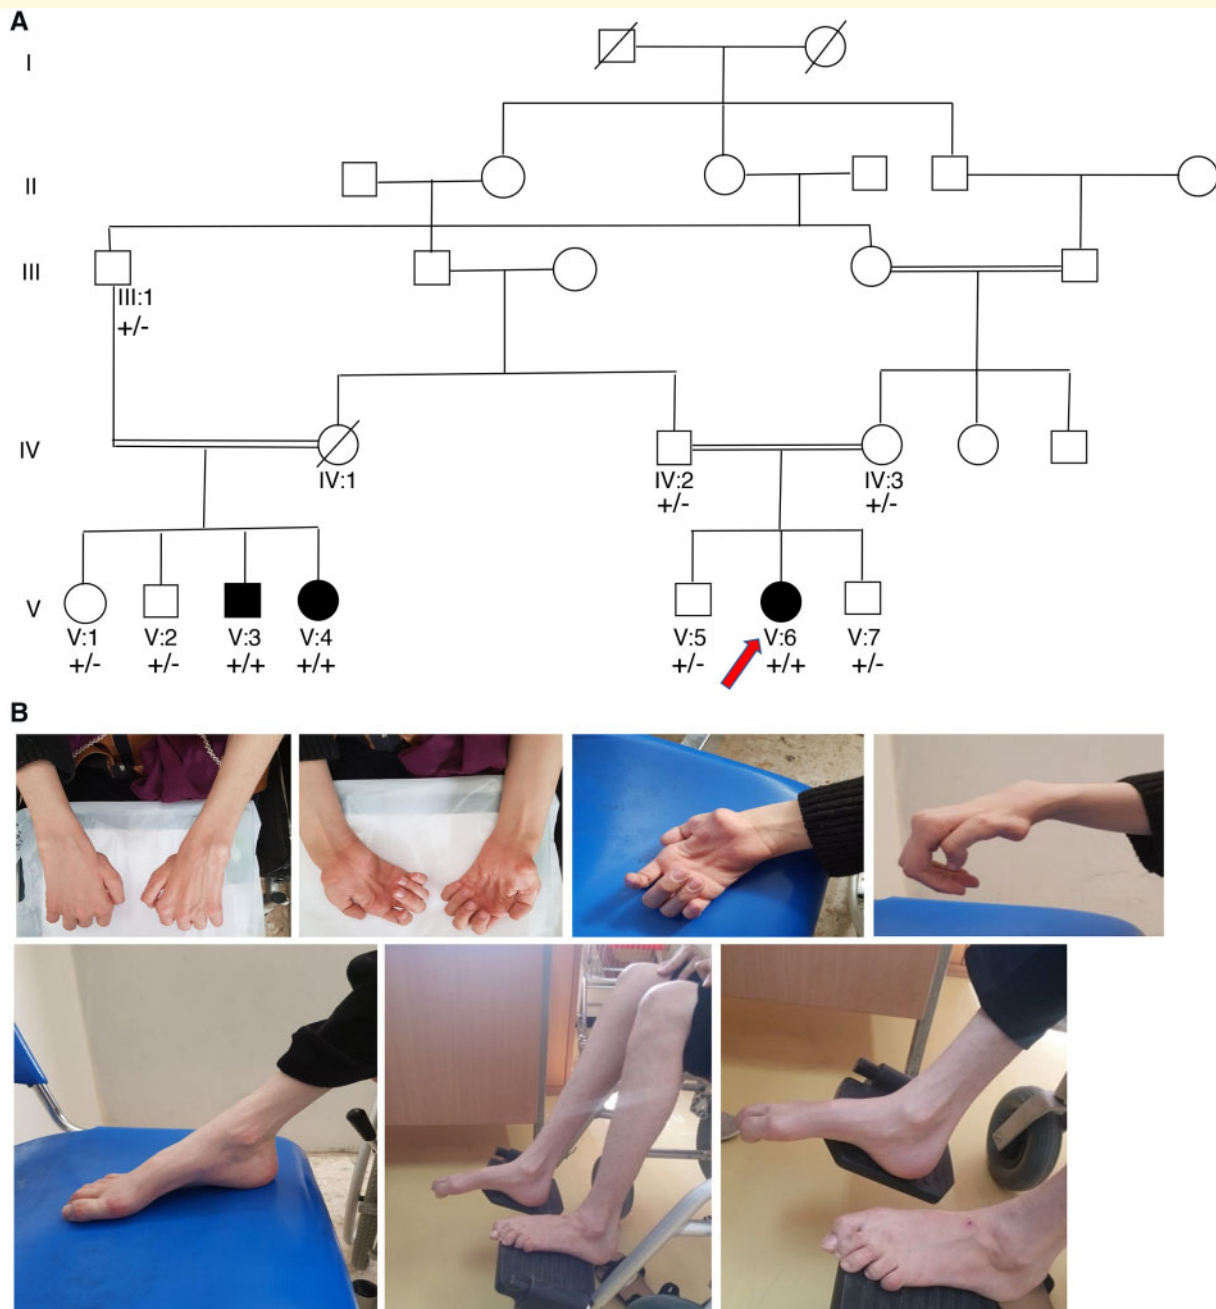 A
I
II
III
III:1
+/-
IV
IV:1 IV:2 IV:3
+/- +/-
V
V:1 V:2 V:3 V:4 V:5 V:6 V:7
+/- +/- +/+ +/+ +/- +/+ +/-
B